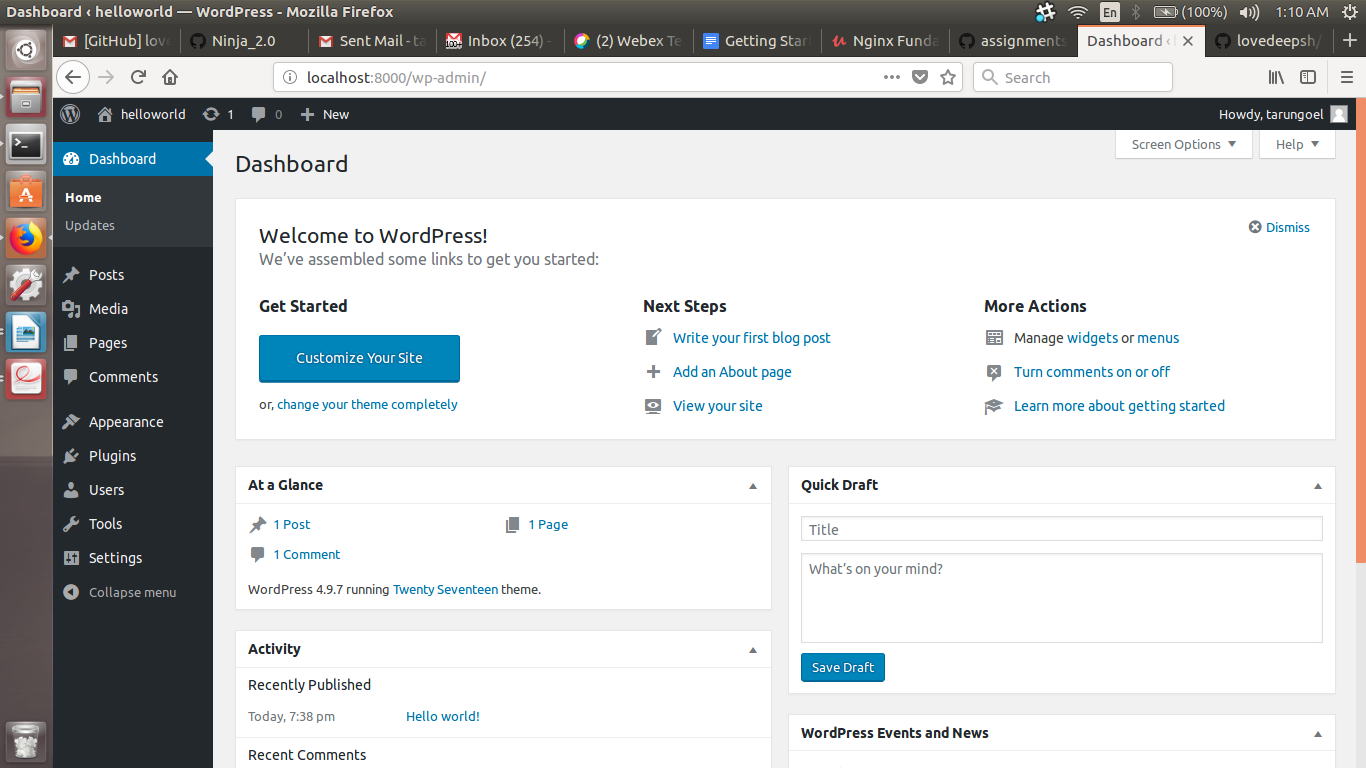 Dashboard ‹ helloworld — WordPress - Mozilla Firefox
En
(100%)
1:10 AM
[GitHub] love
Ninja_2.0
Sent Mail - ta
Inbox (254) -
(2) Webex Te
Getting Star
Nginx Funda
assignments
Dashboard ‹
lovedeepsh/
localhost:8000/wp-admin/
Search
helloworld
1
0
New
Howdy, tarungoel
Dashboard
Home
Updates
Posts
Media
Pages
Comments
Appearance
Plugins
Users
Tools
Settings
Collapse menu
Dashboard
Screen Options
Help
Welcome to WordPress!
We’ve assembled some links to get you started:
Dismiss
Get Started
Customize Your Site
or, change your theme completely
Next Steps
Write your first blog post
Add an About page
View your site
More Actions
Manage widgets or menus
Turn comments on or off
Learn more about getting started
At a Glance
1 Post
1 Page
1 Comment
WordPress 4.9.7 running Twenty Seventeen theme.
Activity
Recently Published
Today, 7:38 pm
Hello world!
Recent Comments
Quick Draft
Title
What’s on your mind?
Save Draft
WordPress Events and News